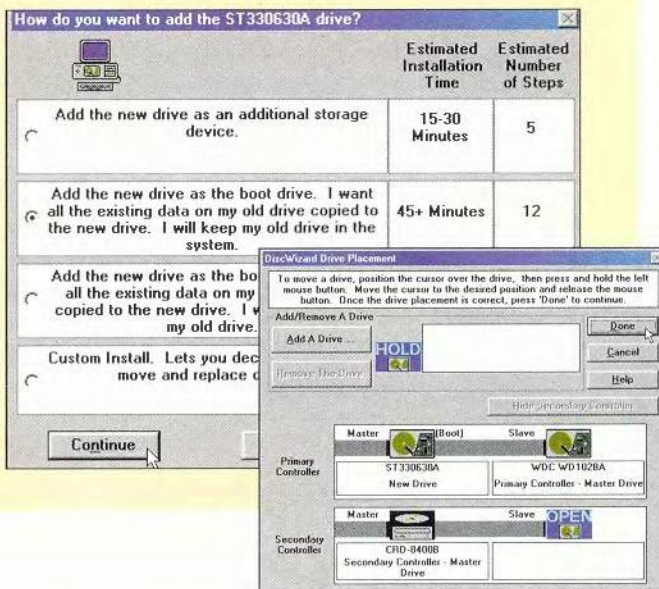 How do you want to add the ST330630A drive?
Estimated
Installation
Time
Estimated
Number
of Steps
Add the new drive as an additional storage
device.
15-30
Minutes
5
Add the new drive as the boot drive. I want
all the existing data on my old drive copied to
the new drive. I will keep my old drive in the
system.
45+ Minutes
12
Add the new drive as the bo
all the existing data on my
copied to the new drive. I w
my old drive.
Custom Install. Lets you dec
move and replace d
Continue
DiscWizard Drive Placement
To move a drive, position the cursor over the drive, then press and hold the left
mouse button. Move the cursor to the desired position and release the mouse
button. Once the drive placement is correct, press 'Done' to continue.
Add/Remove A Drive
Add A Drive ...
Remove The Drive
HOLD
Done
Cancel
Help
Hide Secondary Controller
Primary
Controller
Master
(Boot)
Slave
ST330630A
New Drive
WDC WD102BA
Primary Controller - Master Drive
Secondary
Controller
Master
Slave
OPEN
CRD-8400B
Secondary Controller - Master
Drive